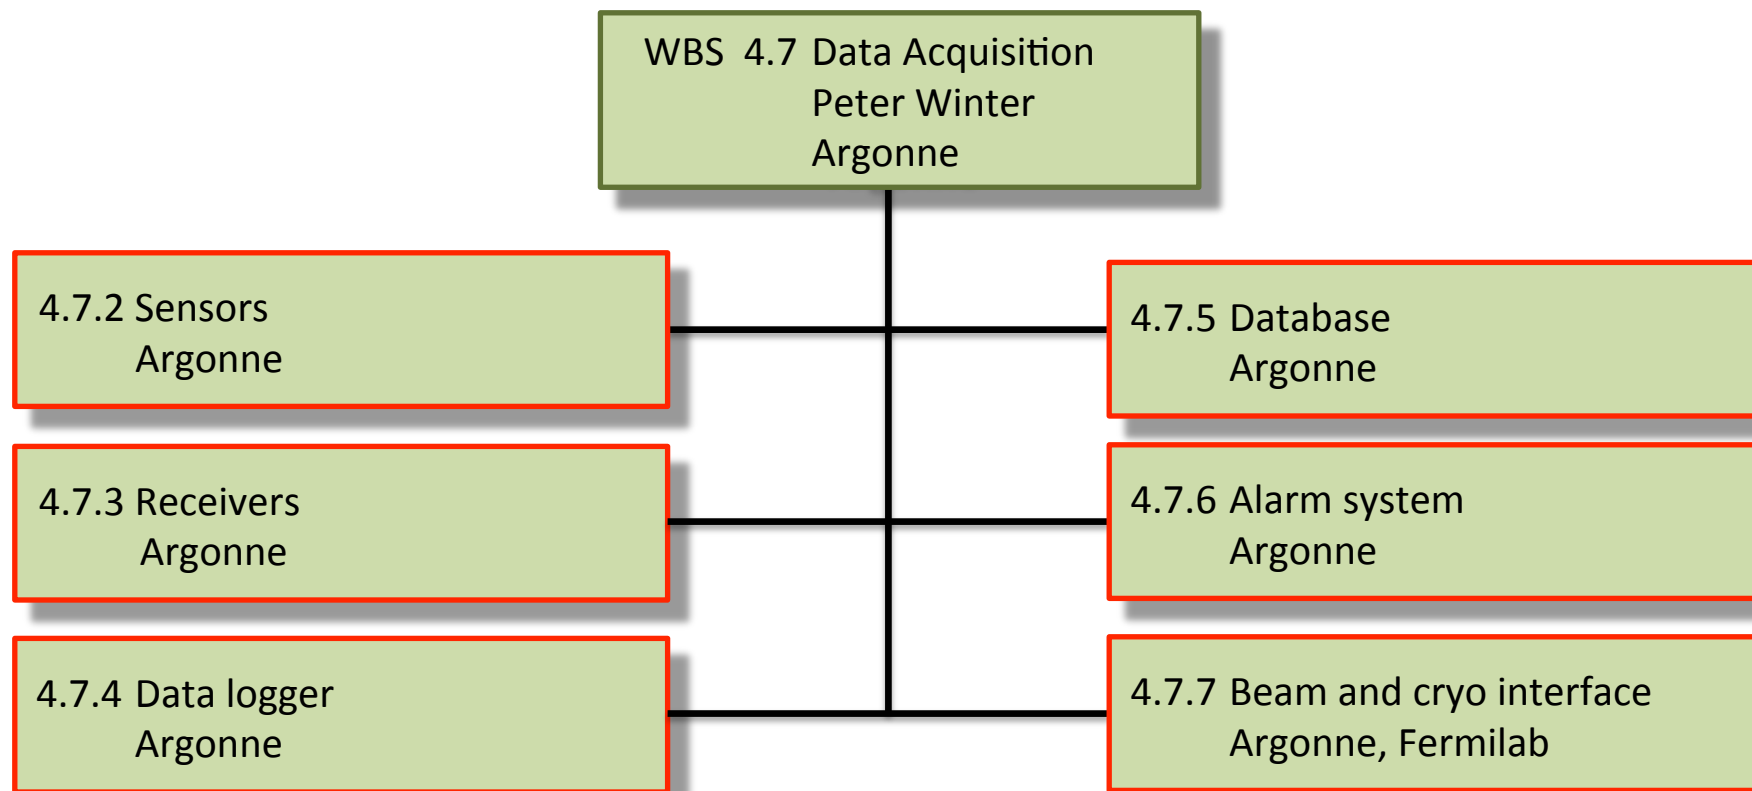 WBS 4.7 Data Acquisition
Peter Winter
Argonne
4.7.2 Sensors
Argonne
4.7.3 Receivers
Argonne
4.7.4 Data logger
Argonne
4.7.5 Database
Argonne
4.7.6 Alarm system
Argonne
4.7.7 Beam and cryo interface
Argonne, Fermilab